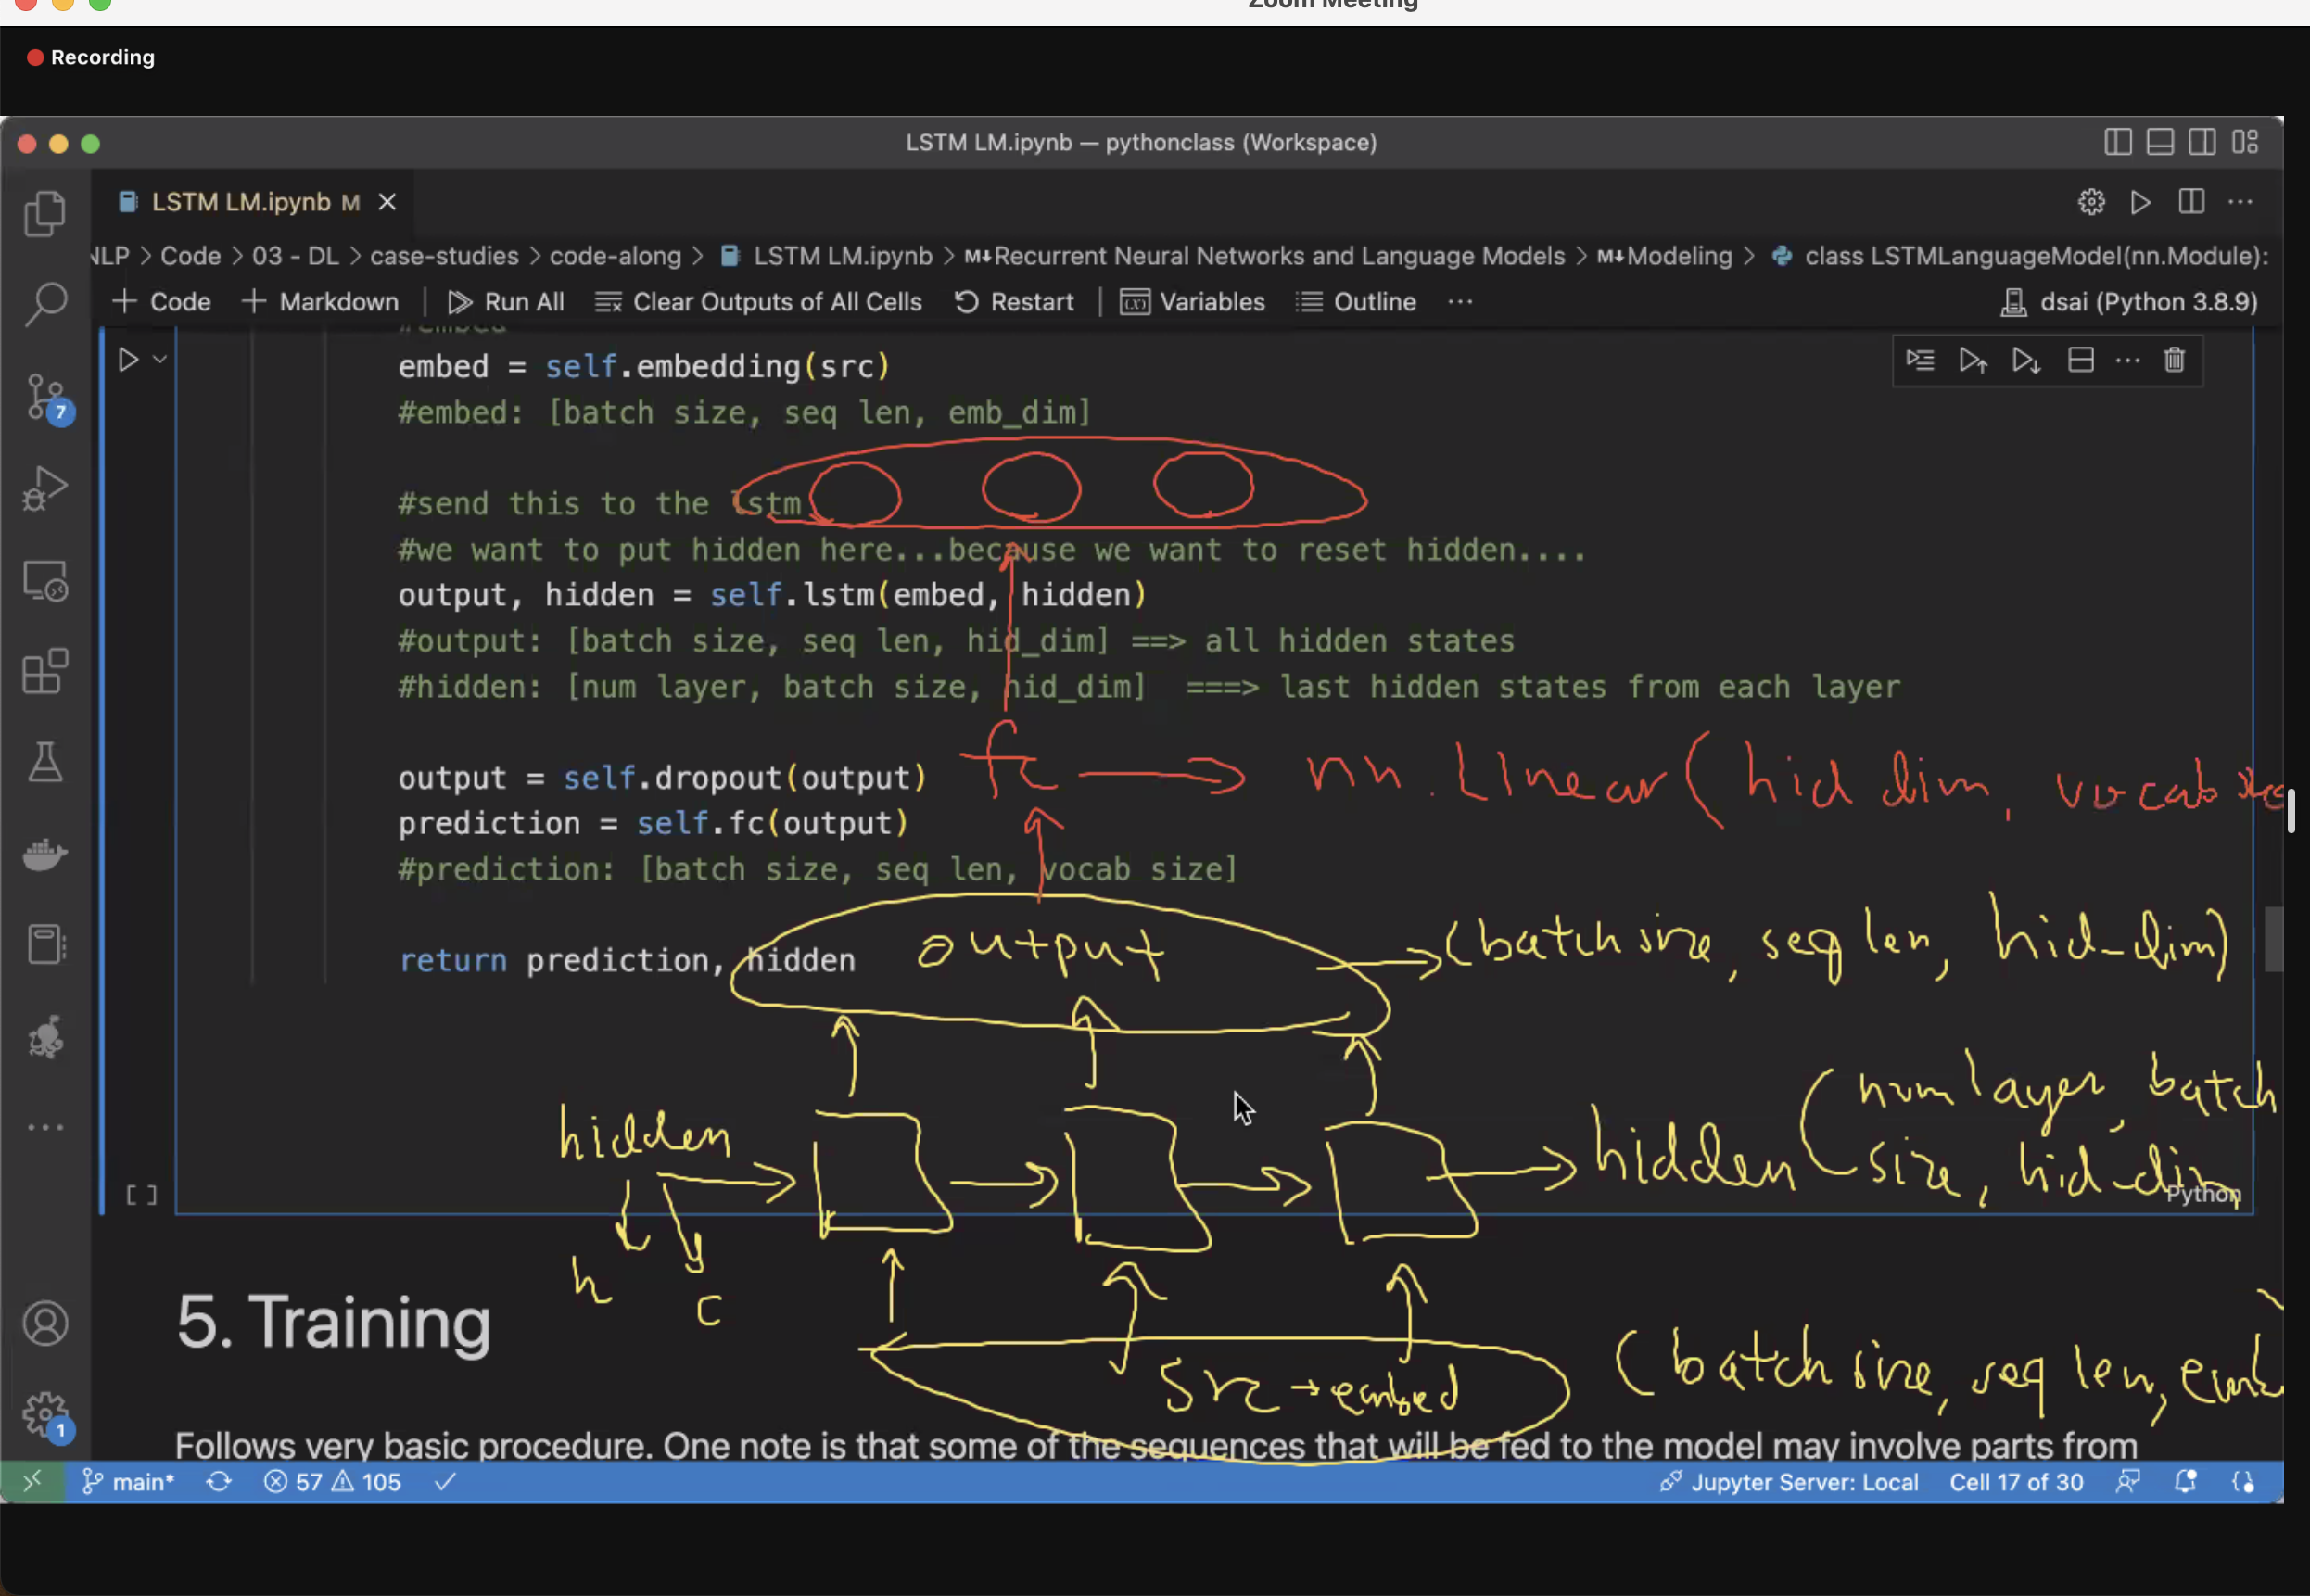 Zoom Meeting
Recording
LSTM LM.ipynb — pythonclass (Workspace)
LSTM LM.ipynb M
NLP > Code > 03 - DL > case-studies > code-along > LSTM LM.ipynb > M↓Recurrent Neural Networks and Language Models > M↓Modeling > class LSTMLanguageModel(nn.Module):
+ Code + Markdown | Run All Clear Outputs of All Cells Restart | Variables Outline ... dsai (Python 3.8.9)
#embed
embed = self.embedding(src)
#embed: [batch size, seq len, emb_dim]
#send this to the lstm
#we want to put hidden here...because we want to reset hidden....
output, hidden = self.lstm(embed, hidden)
#output: [batch size, seq len, hid_dim] ==> all hidden states
#hidden: [num layer, batch size, hid_dim] ===> last hidden states from each layer
output = self.dropout(output)
fc → nn.Linear(hid dim, vocab
prediction = self.fc(output)
#prediction: [batch size, seq len, vocab size]
return prediction, hidden
output → (batch size, seq len, hid_dim)
hidden
h
c
hidden (num layer, batch
size, hid_dim
[ ]
Python
5. Training
src → embed
(batch size, seq len, emb
Follows very basic procedure. One note is that some of the sequences that will be fed to the model may involve parts from
7
1
main* 57 105
Jupyter Server: Local Cell 17 of 30